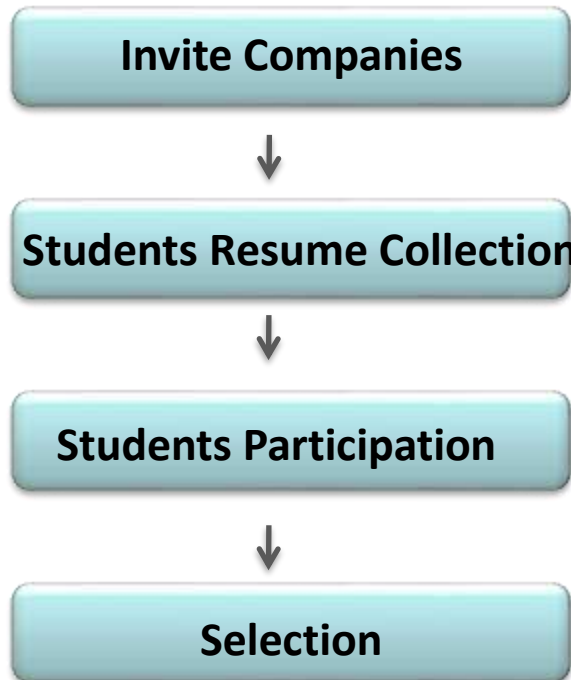 Invite Companies
Students Resume Collection
Students Participation
Selection